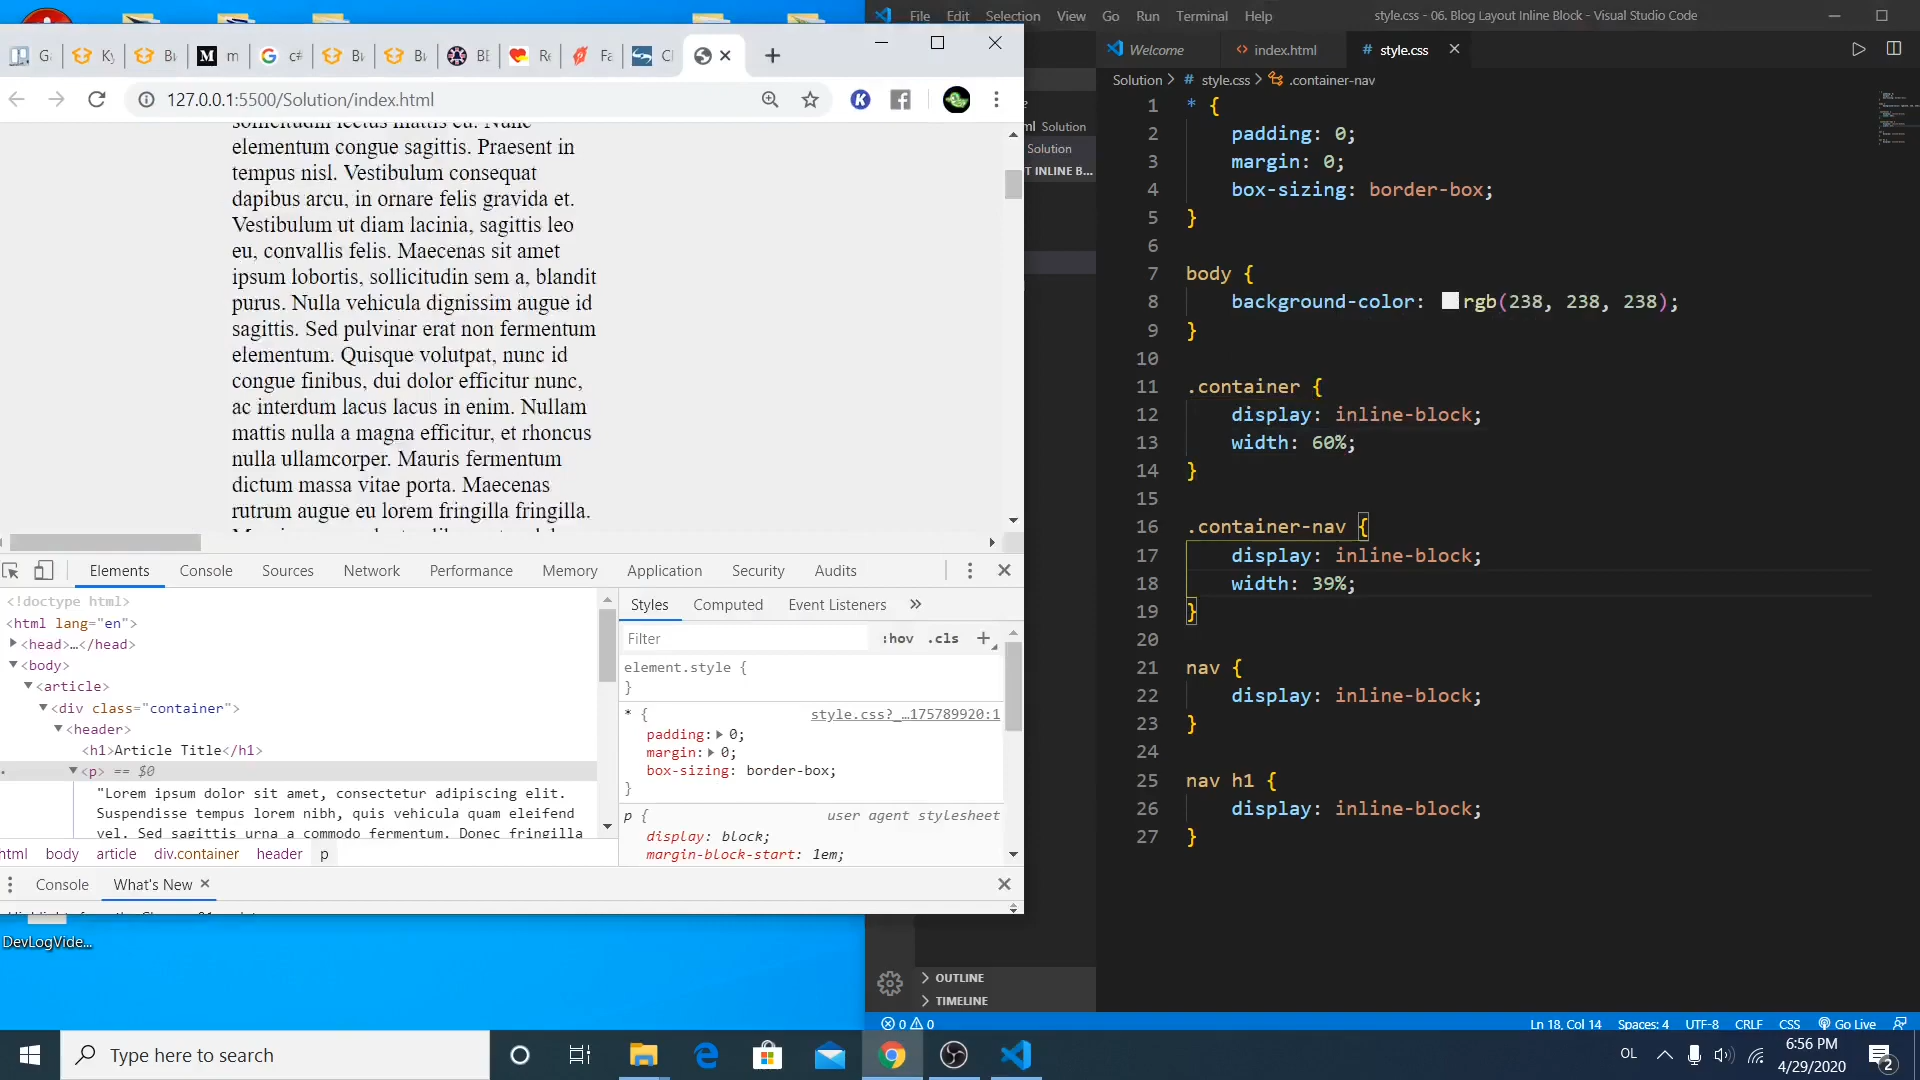 File Edit Selection View Go Run Terminal Help
style.css - 06. Blog Layout Inline Block - Visual Studio Code
G
Ky
Bu
m
c#
Bu
Bu
BE
Re
Fa
Cl
127.0.0.1:5500/Solution/index.html
elementum congue sagittis. Praesent in
tempus nisl. Vestibulum consequat
dapibus arcu, in ornare felis gravida et.
Vestibulum ut diam lacinia, sagittis leo
eu, convallis felis. Maecenas sit amet
ipsum lobortis, sollicitudin sem a, blandit
purus. Nulla vehicula dignissim augue id
sagittis. Sed pulvinar erat non fermentum
elementum. Quisque volutpat, nunc id
congue finibus, dui dolor efficitur nunc,
ac interdum lacus lacus in enim. Nullam
mattis nulla a magna efficitur, et rhoncus
nulla ullamcorper. Mauris fermentum
dictum massa vitae porta. Maecenas
rutrum augue eu lorem fringilla fringilla.
Elements Console Sources Network Performance Memory Application Security Audits
<!doctype html>
<html lang="en">
<head>…</head>
<body>
<article>
<div class="container">
<header>
<h1>Article Title</h1>
<p> == $0
"Lorem ipsum dolor sit amet, consectetur adipiscing elit.
Suspendisse tempus lorem nibh, quis vehicula quam eleifend
vel. Sed sagittis urna a commodo fermentum. Donec fringilla
html body article div.container header p
Styles Computed Event Listeners »
Filter :hov .cls +
element.style {
}
* { style.css?_…175789920:1
padding: 0;
margin: 0;
box-sizing: border-box;
}
p { user agent stylesheet
display: block;
margin-block-start: 1em;
Console What's New
DevLogVide...
Welcome index.html # style.css
Solution > # style.css > .container-nav
ml Solution
Solution
T INLINE B...
OUTLINE
TIMELINE
1 * {
2 padding: 0;
3 margin: 0;
4 box-sizing: border-box;
5 }
6
7 body {
8 background-color: rgb(238, 238, 238);
9 }
10
11 .container {
12 display: inline-block;
13 width: 60%;
14 }
15
16 .container-nav {
17 display: inline-block;
18 width: 39%;
19 }
20
21 nav {
22 display: inline-block;
23 }
24
25 nav h1 {
26 display: inline-block;
27 }
0 0
Ln 18, Col 14 Spaces: 4 UTF-8 CRLF CSS Go Live
Type here to search
OL
6:56 PM
4/29/2020
2